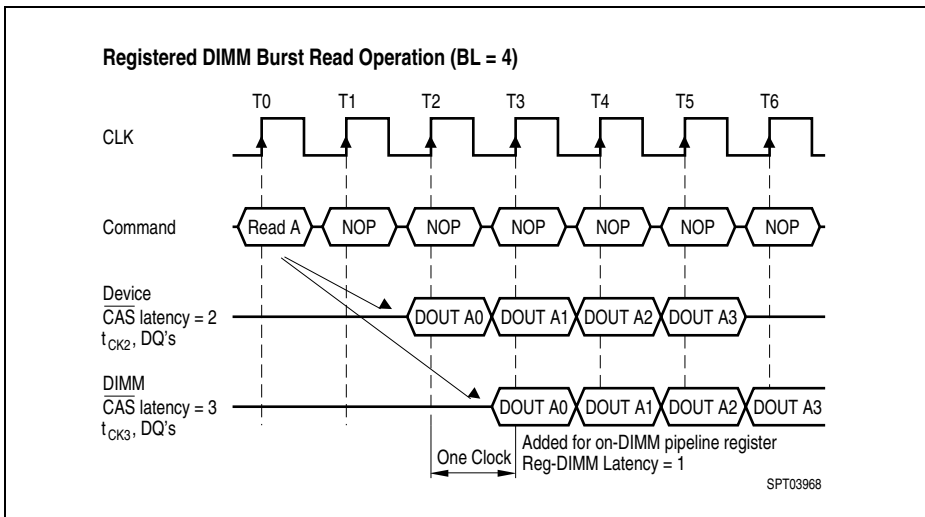 Registered DIMM Burst Read Operation (BL = 4)
T0 T1 T2 T3 T4 T5 T6
CLK
Command Read A NOP NOP NOP NOP NOP NOP
Device
CAS latency = 2 DOUT A0 DOUT A1 DOUT A2 DOUT A3
tCK2, DQ's
DIMM
CAS latency = 3 DOUT A0 DOUT A1 DOUT A2 DOUT A3
tCK3, DQ's
One Clock
Added for on-DIMM pipeline register
Reg-DIMM Latency = 1
SPT03968